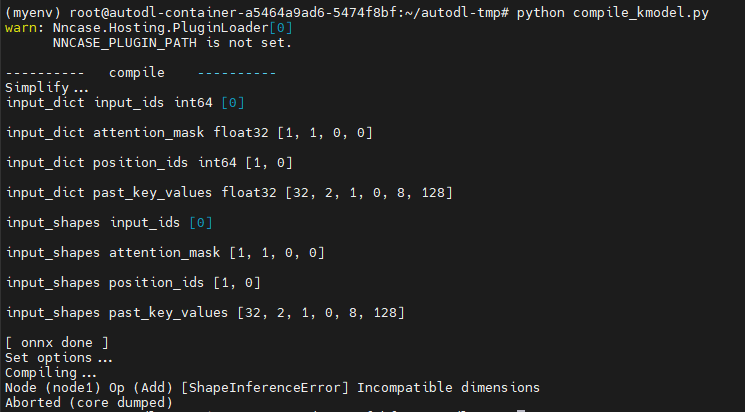 (myenv) root@autodl-container-a5464a9ad6-5474f8bf:~/autodl-tmp# python compile_kmodel.py
warn: Nncase.Hosting.PluginLoader[0]
      NNCASE_PLUGIN_PATH is not set.
----------   compile    ----------
Simplify...
input_dict input_ids int64 [0]
input_dict attention_mask float32 [1, 1, 0, 0]
input_dict position_ids int64 [1, 0]
input_dict past_key_values float32 [32, 2, 1, 0, 8, 128]
input_shapes input_ids [0]
input_shapes attention_mask [1, 1, 0, 0]
input_shapes position_ids [1, 0]
input_shapes past_key_values [32, 2, 1, 0, 8, 128]
[ onnx done ]
Set options...
Compiling...
Node (node1) Op (Add) [ShapeInferenceError] Incompatible dimensions
Aborted (core dumped)